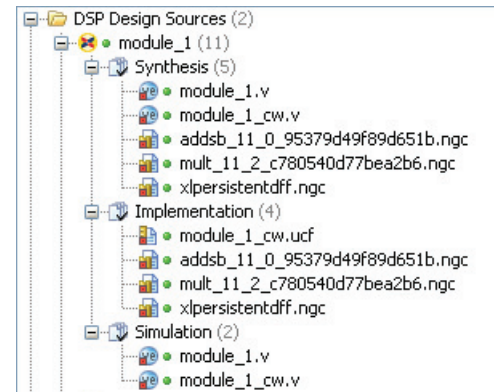 DSP Design Sources (2)
module_1 (11)
Synthesis (5)
module_1.v
module_1_cw.v
addsb_11_0_95379d49f89d651b.ngc
mult_11_2_c780540d77bea2b6.ngc
xlpersistentdff.ngc
Implementation (4)
module_1_cw.ucf
addsb_11_0_95379d49f89d651b.ngc
mult_11_2_c780540d77bea2b6.ngc
xlpersistentdff.ngc
Simulation (2)
module_1.v
module_1_cw.v